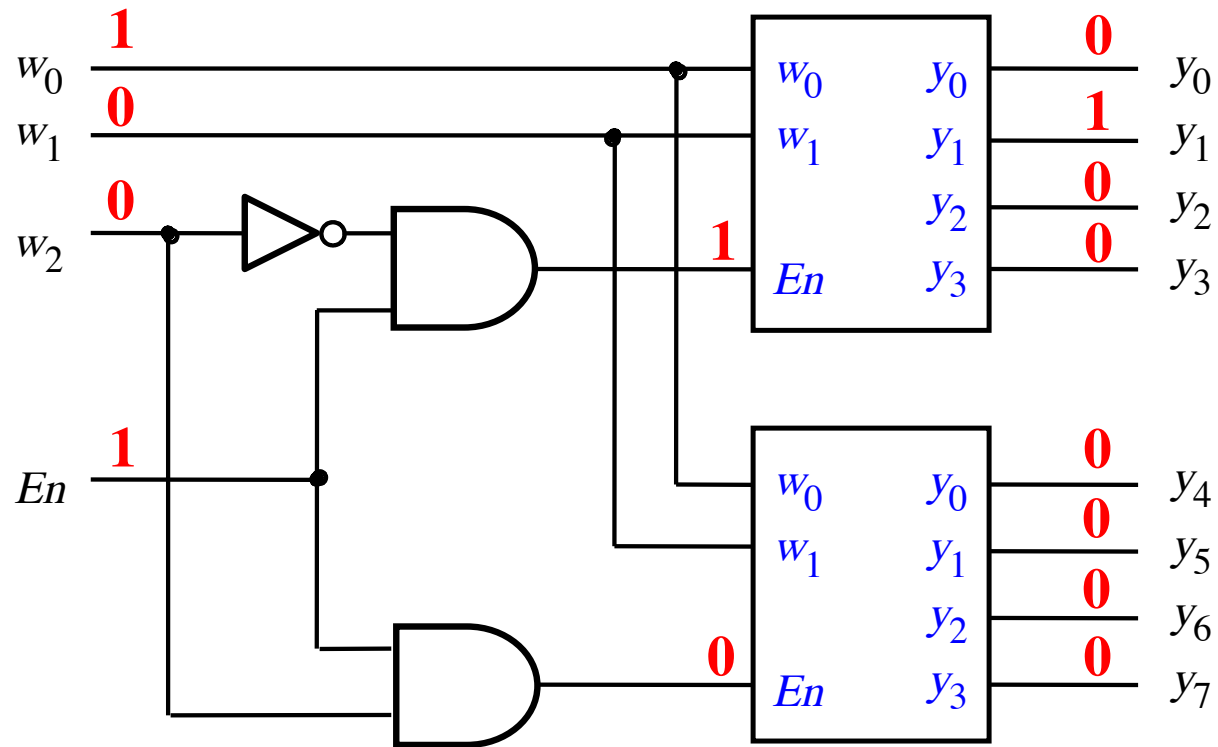 1 0
w0 w0 y0 y0
0 1
w1 w1 y1 y1
0 0
w2 y2 y2
1 0
En y3 y3
1 0
En w0 y0 y4
0
w1 y1 y5
0
y2 y6
0 0
En y3 y7